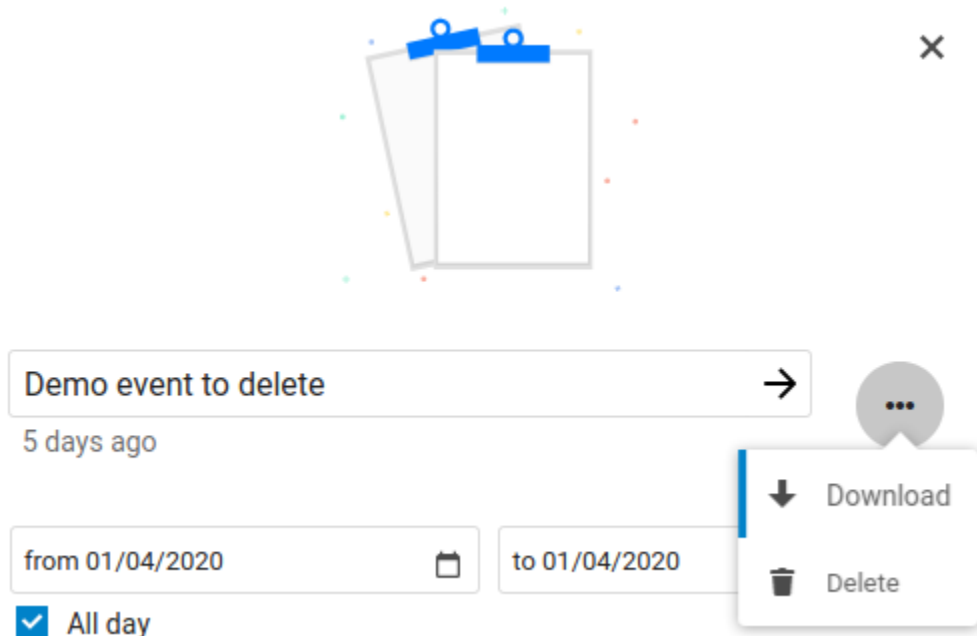 Demo event to delete
5 days ago
Download
from 01/04/2020
to 01/04/2020
Delete
All day